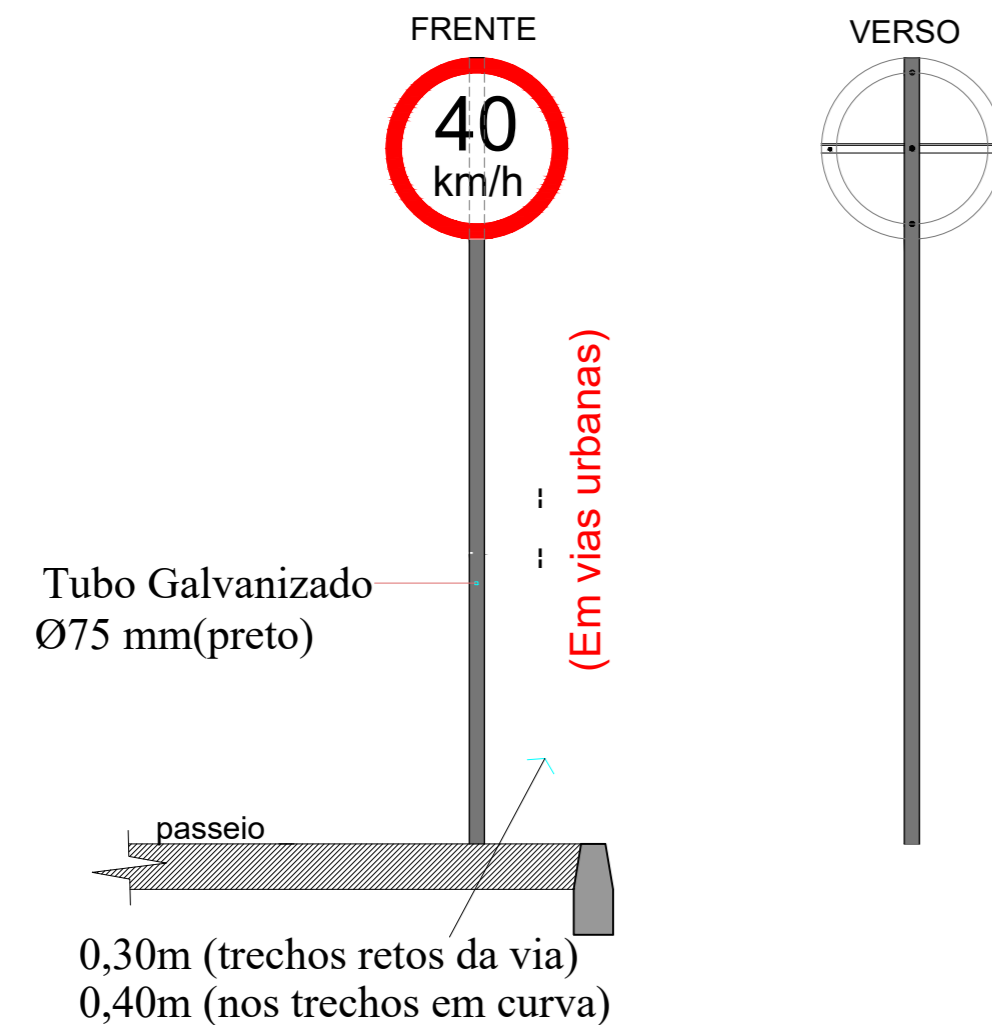 FRENTE
VERSO
40
km/h
(Em vias urbanas)
Tubo Galvanizado
Ø75 mm(preto)
passeio
0,30m (trechos retos da via)
0,40m (nos trechos em curva)